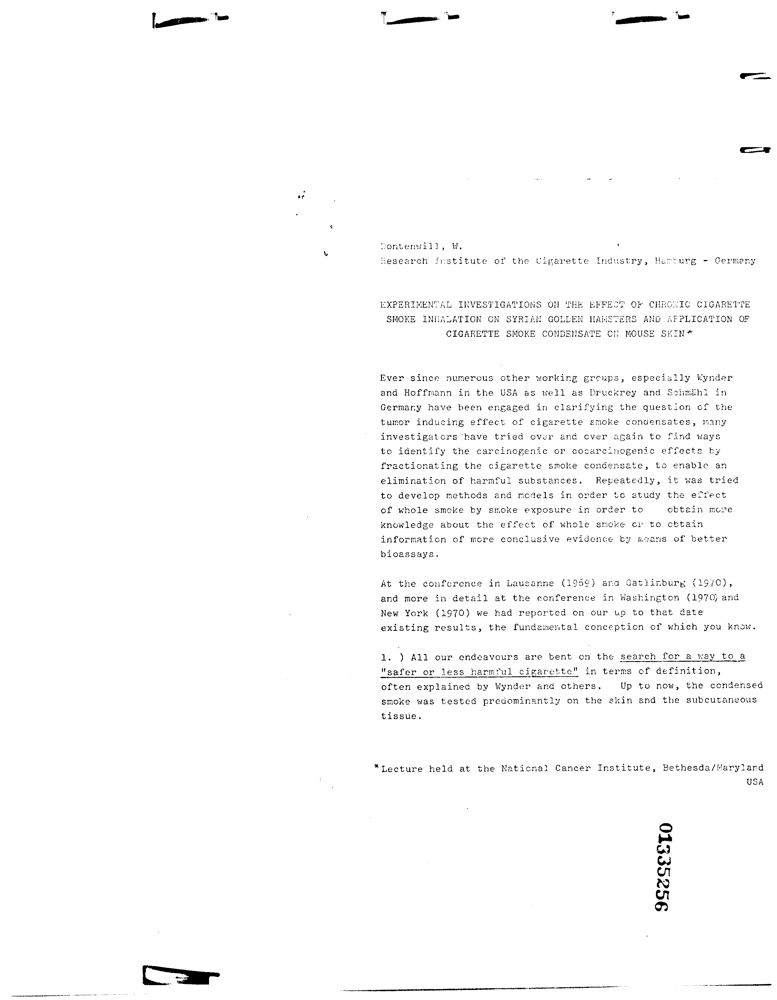 Dontenwill, W.
Research Institute of the Cigarette Industry, Harburg - Germany
EXPERIMENTAL INVESTIGATIONS ON THE EFFECT OF CHRONIC CIGARETTE
SMOKE INHALATION ON SYRIAN GOLDEN HAMSTERS AND APPLICATION OF
CIGARETTE SMOKE CONDENSATE ON MOUSE SKIN*
Ever since numerous other working groups, especially Wynder
and Hoffmann in the USA as well as Druckrey and Schmähl in
Germany have been engaged in clarifying the question of the
tumor inducing effect of cigarette smoke condensates, many
investigators have tried over and over again to find ways
to identify the carcinogenic or cocarcinogenic effects by
fractionating the cigarette smoke condensate, to enable an
elimination of harmful substances. Repeatedly, it was tried
to develop methods and models in order to study the effect
of whole smoke by smoke exposure in order to obtain more
knowledge about the effect of whole smoke or to obtain
information of more conclusive evidence by means of better
bioassays.
At the conference in Lausanne (1969) and Gatlinburg (1970),
and more in detail at the conference in Washington (1970) and
New York (1970) we had reported on our up to that date
existing results, the fundamental conception of which you know.
1. ) All our endeavours are bent on the search for a way to a
"safer or less harmful cigarette" in terms of definition,
often explained by Wynder and others. Up to now, the condensed
smoke was tested predominantly on the skin and the subcutaneous
tissue.
*Lecture held at the National Cancer Institute, Bethesda/Maryland
USA
01335256